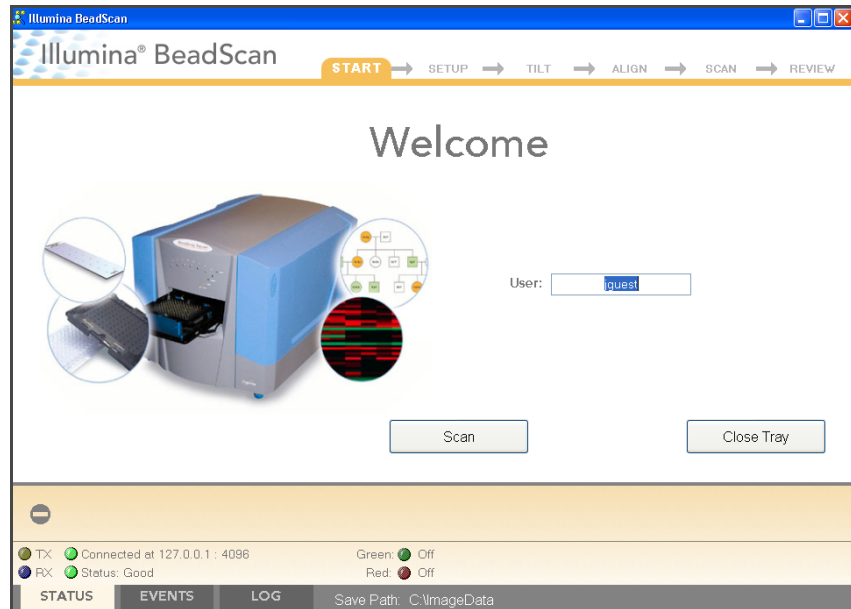 Illumina BeadScan
Illumina® BeadScan
START SETUP TILT ALIGN SCAN REVIEW
Welcome
User: jguest
Scan Close Tray
TX Connected at 127.0.0.1 : 4096 Green: Off
RX Status: Good Red: Off
STATUS EVENTS LOG Save Path: C:\ImageData